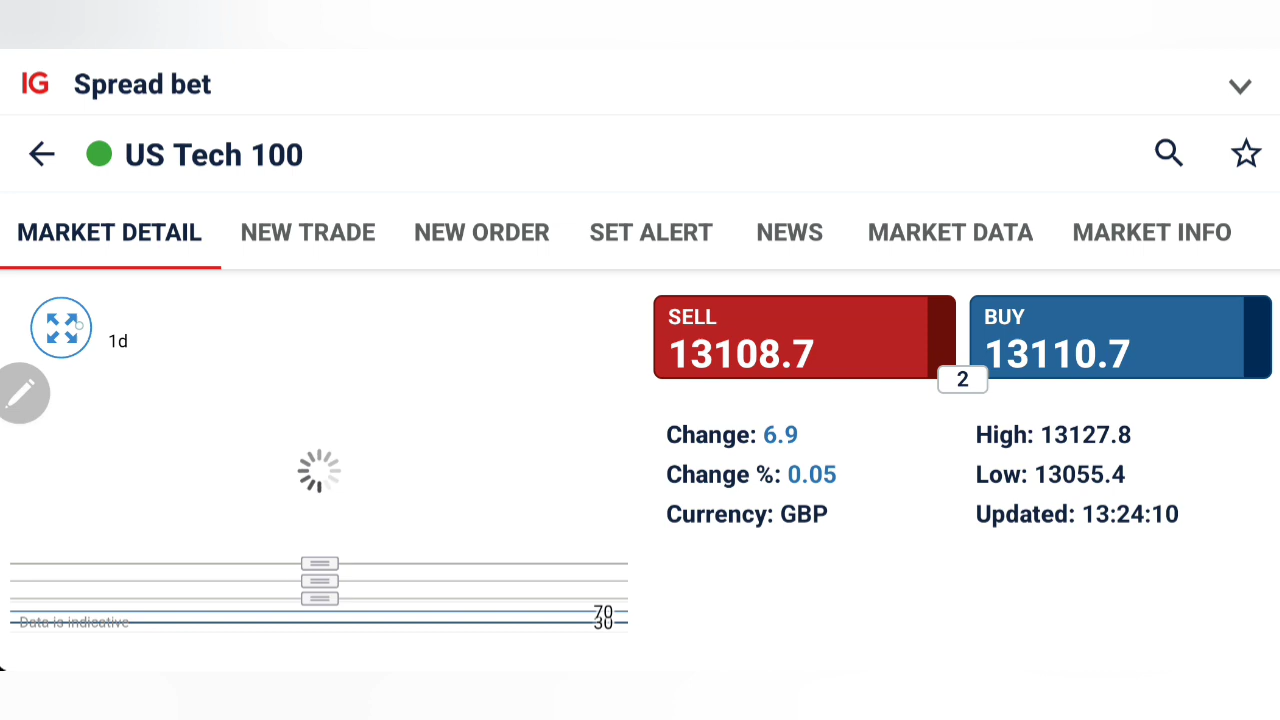 IG Spread bet
US Tech 100
MARKET DETAIL NEW TRADE NEW ORDER SET ALERT NEWS MARKET DATA MARKET INFO
1d
SELL
13108.7
BUY
13110.7
2
Change: 6.9
High: 13127.8
Change %: 0.05
Low: 13055.4
Currency: GBP
Updated: 13:24:10
70
30
Data is indicative